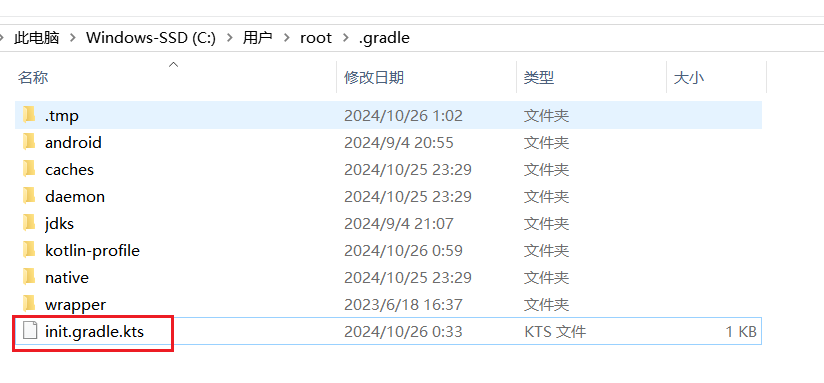 此电脑 > Windows-SSD (C:) > 用户 > root > .gradle
名称 修改日期 类型 大小
.tmp 2024/10/26 1:02 文件夹
android 2024/9/4 20:55 文件夹
caches 2024/10/25 23:29 文件夹
daemon 2024/10/25 23:29 文件夹
jdks 2024/9/4 21:07 文件夹
kotlin-profile 2024/10/26 0:59 文件夹
native 2024/10/25 23:29 文件夹
wrapper 2023/6/18 16:37 文件夹
init.gradle.kts 2024/10/26 0:33 KTS 文件 1 KB